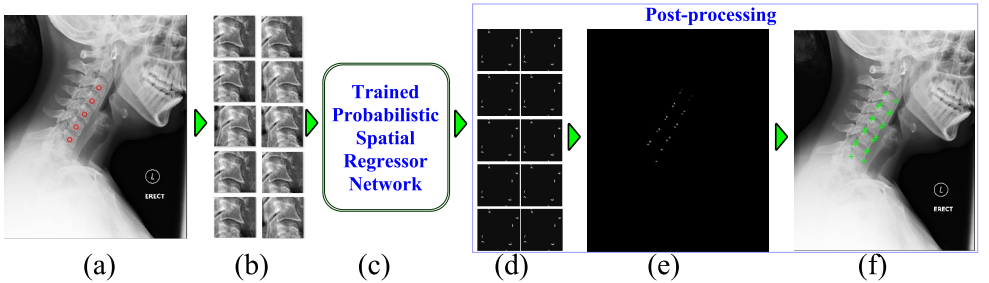 Post-processing
Trained
Probabilistic
Spatial
Regressor
Network
L
ERECT
L
ERECT
(a)
(b)
(c)
(d)
(e)
(f)